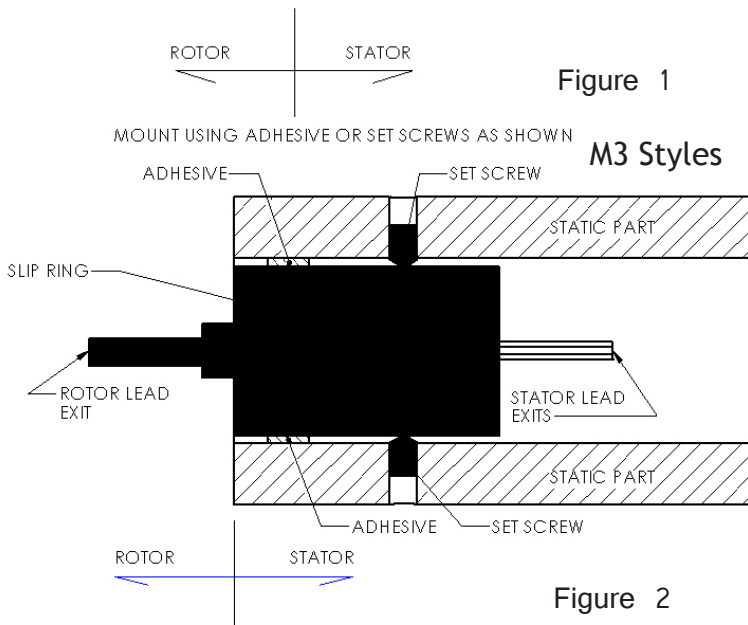 ROTOR STATOR
Figure 1
MOUNT USING ADHESIVE OR SET SCREWS AS SHOWN
M3 Styles
ADHESIVE SET SCREW
STATIC PART
SLIP RING
ROTOR LEAD
EXIT
STATOR LEAD
EXITS
STATIC PART
ADHESIVE SET SCREW
ROTOR STATOR
Figure 2